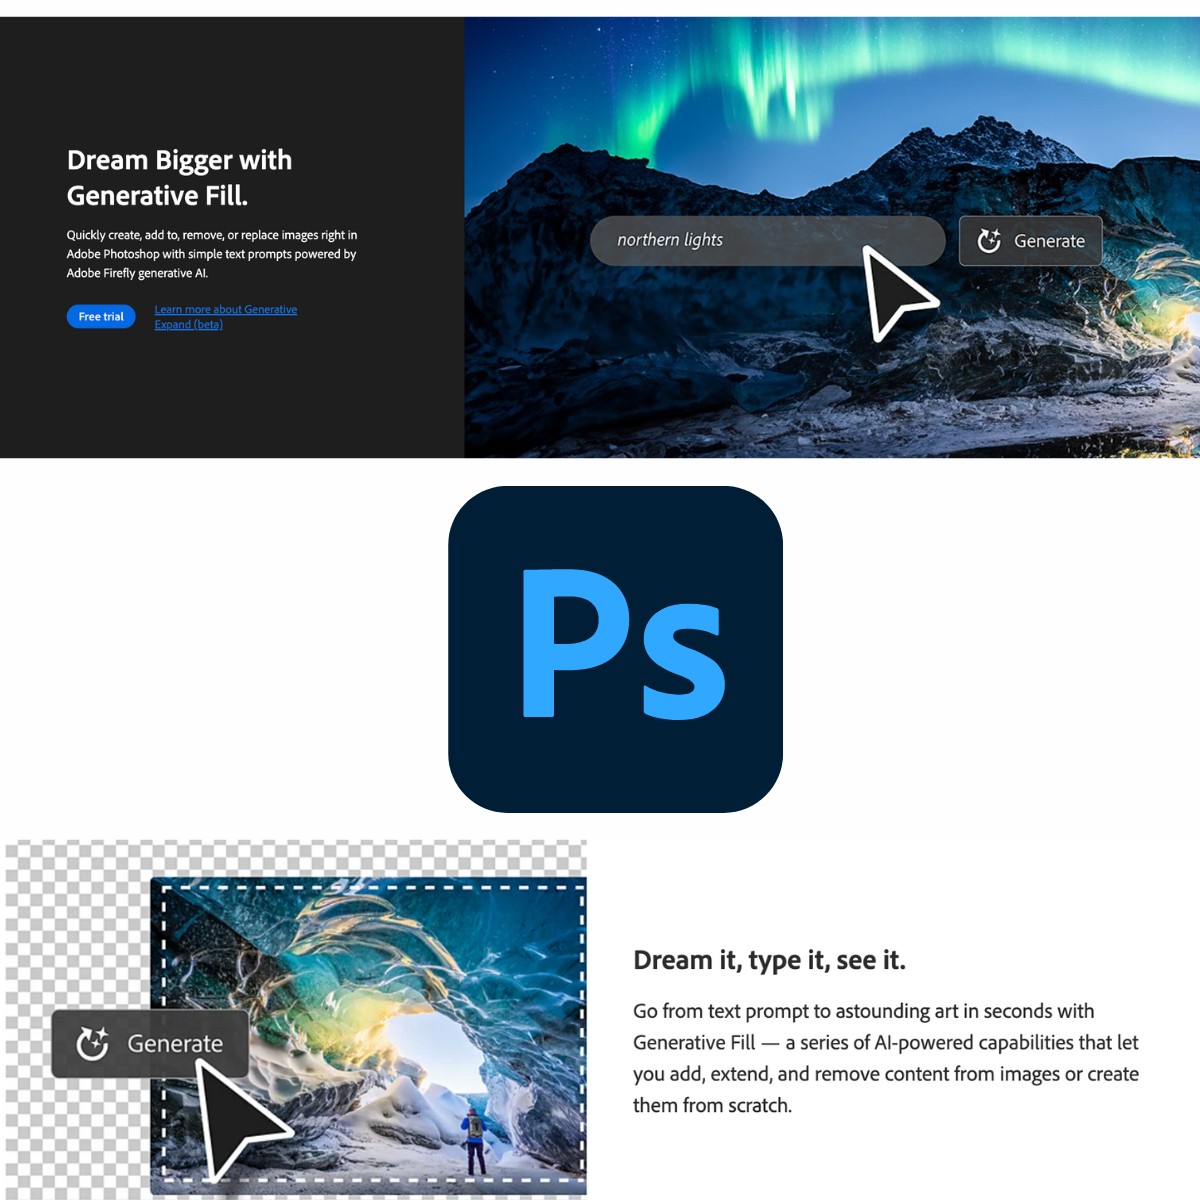 Dream Bigger with
Generative Fill.
Quickly create, add to, remove, or replace images right in
Adobe Photoshop with simple text prompts powered by
Adobe Firefly generative AI.
Free trial
Learn more about Generative
Expand (beta)
northern lights
Generate
Ps
Generate
Dream it, type it, see it.
Go from text prompt to astounding art in seconds with
Generative Fill — a series of AI-powered capabilities that let
you add, extend, and remove content from images or create
them from scratch.